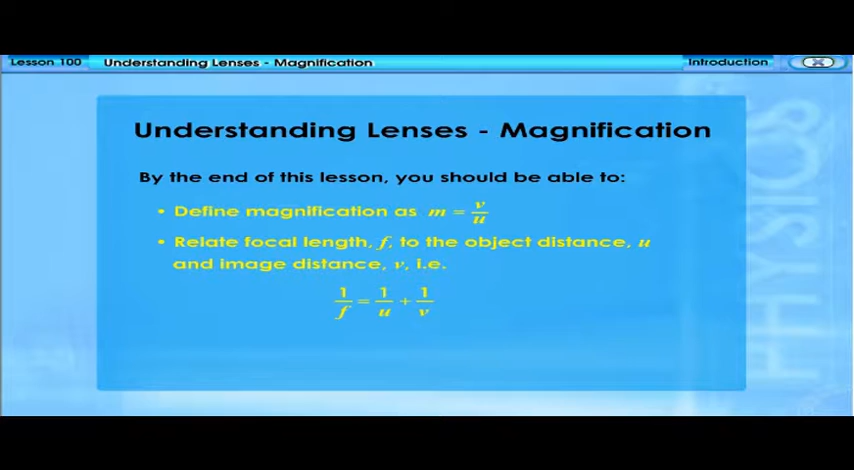 Lesson 100 Understanding Lenses - Magnification Introduction X
Understanding Lenses - Magnification
By the end of this lesson, you should be able to:
• Define magnification as m = v/u
• Relate focal length, f, to the object distance, u
and image distance, v, i.e.
1/f = 1/u + 1/v
PHYSICS